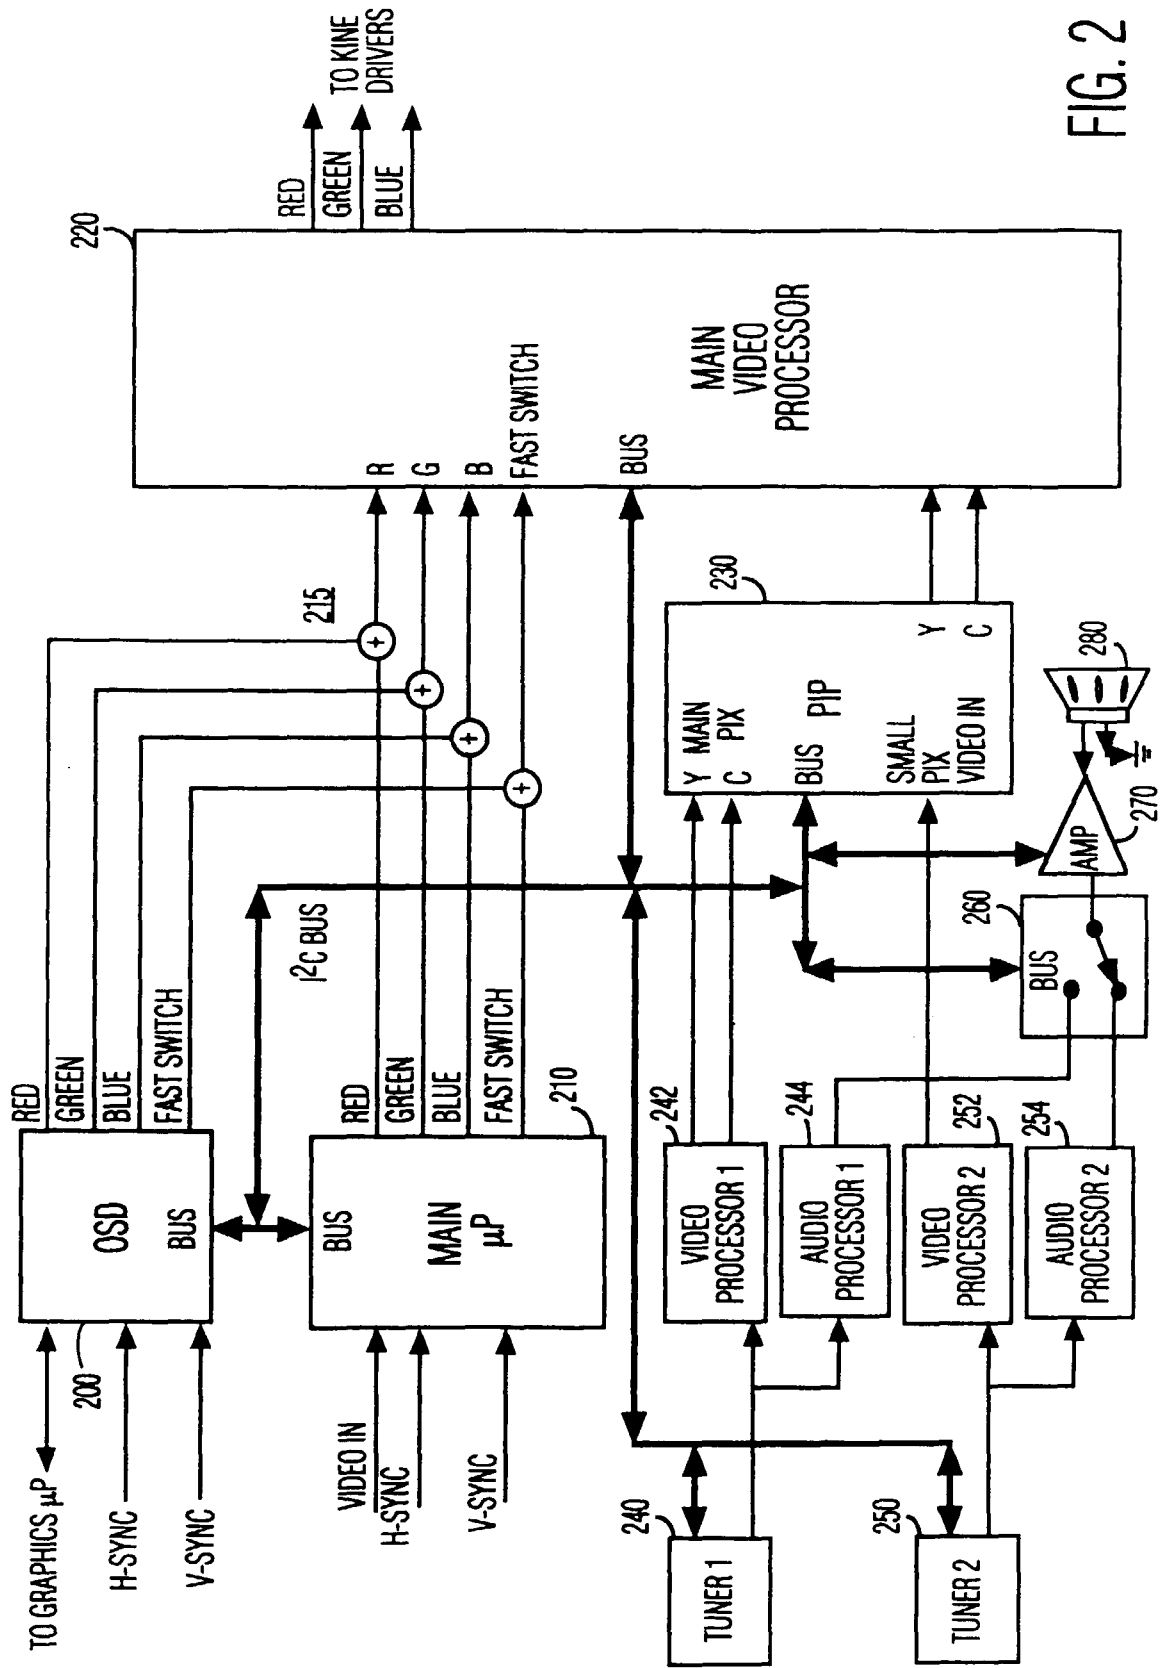 TO GRAPHICS µP
H-SYNC
V-SYNC
200
OSD
BUS
RED
GREEN
BLUE
FAST SWITCH
VIDEO IN
H-SYNC
V-SYNC
BUS
MAIN
µP
210
RED
GREEN
BLUE
FAST SWITCH
I²C BUS
215
220
R
G
B
FAST SWITCH
BUS
MAIN
VIDEO
PROCESSOR
RED
GREEN
BLUE
TO KINE
DRIVERS
240
TUNER 1
250
TUNER 2
242
VIDEO
PROCESSOR 1
244
AUDIO
PROCESSOR 1
252
VIDEO
PROCESSOR 2
254
AUDIO
PROCESSOR 2
230
Y
C
MAIN
PIX
BUS
PIP
SMALL
PIX
VIDEO IN
Y
C
260
BUS
AMP
270
280
FIG. 2